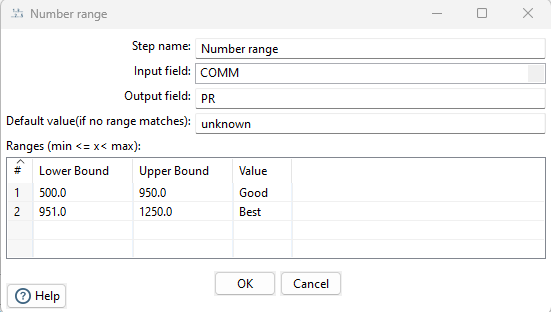 Number range
Step name: Number range
Input field: COMM
Output field: PR
Default value(if no range matches): unknown
Ranges (min <= x< max):
# Lower Bound Upper Bound Value
1 500.0 950.0 Good
2 951.0 1250.0 Best
OK Cancel
? Help